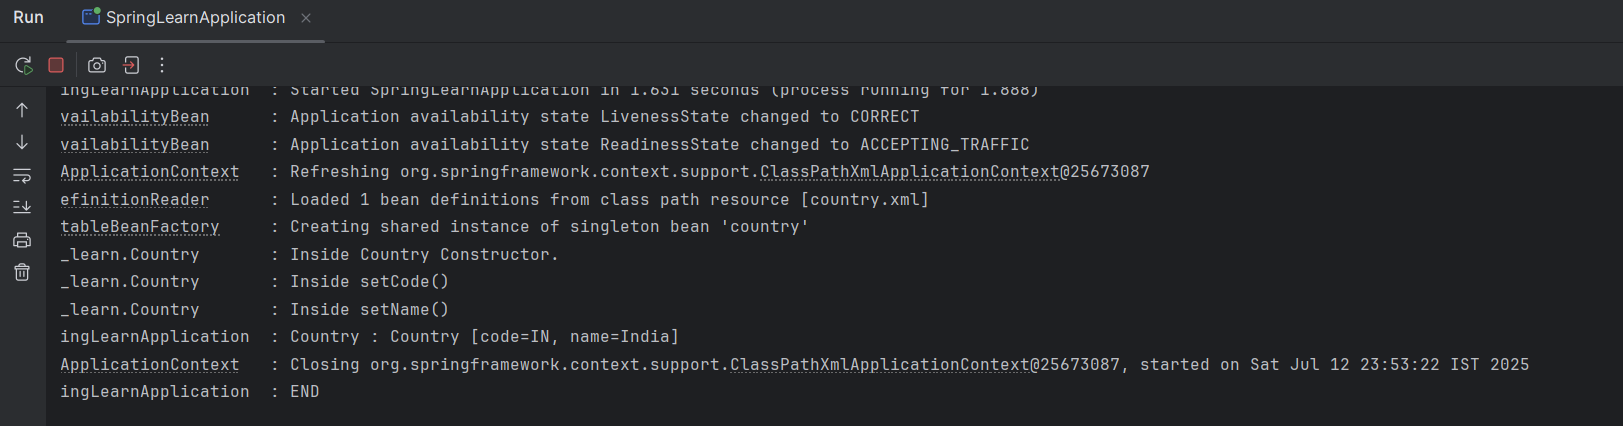 Run SpringLearnApplication
ingLearnApplication : Started SpringLearnApplication in 1.631 seconds (process running for 1.888)
vailabilityBean : Application availability state LivenessState changed to CORRECT
vailabilityBean : Application availability state ReadinessState changed to ACCEPTING_TRAFFIC
ApplicationContext : Refreshing org.springframework.context.support.ClassPathXmlApplicationContext@25673087
efinitionReader : Loaded 1 bean definitions from class path resource [country.xml]
tableBeanFactory : Creating shared instance of singleton bean 'country'
_learn.Country : Inside Country Constructor.
_learn.Country : Inside setCode()
_learn.Country : Inside setName()
ingLearnApplication : Country : Country [code=IN, name=India]
ApplicationContext : Closing org.springframework.context.support.ClassPathXmlApplicationContext@25673087, started on Sat Jul 12 23:53:22 IST 2025
ingLearnApplication : END